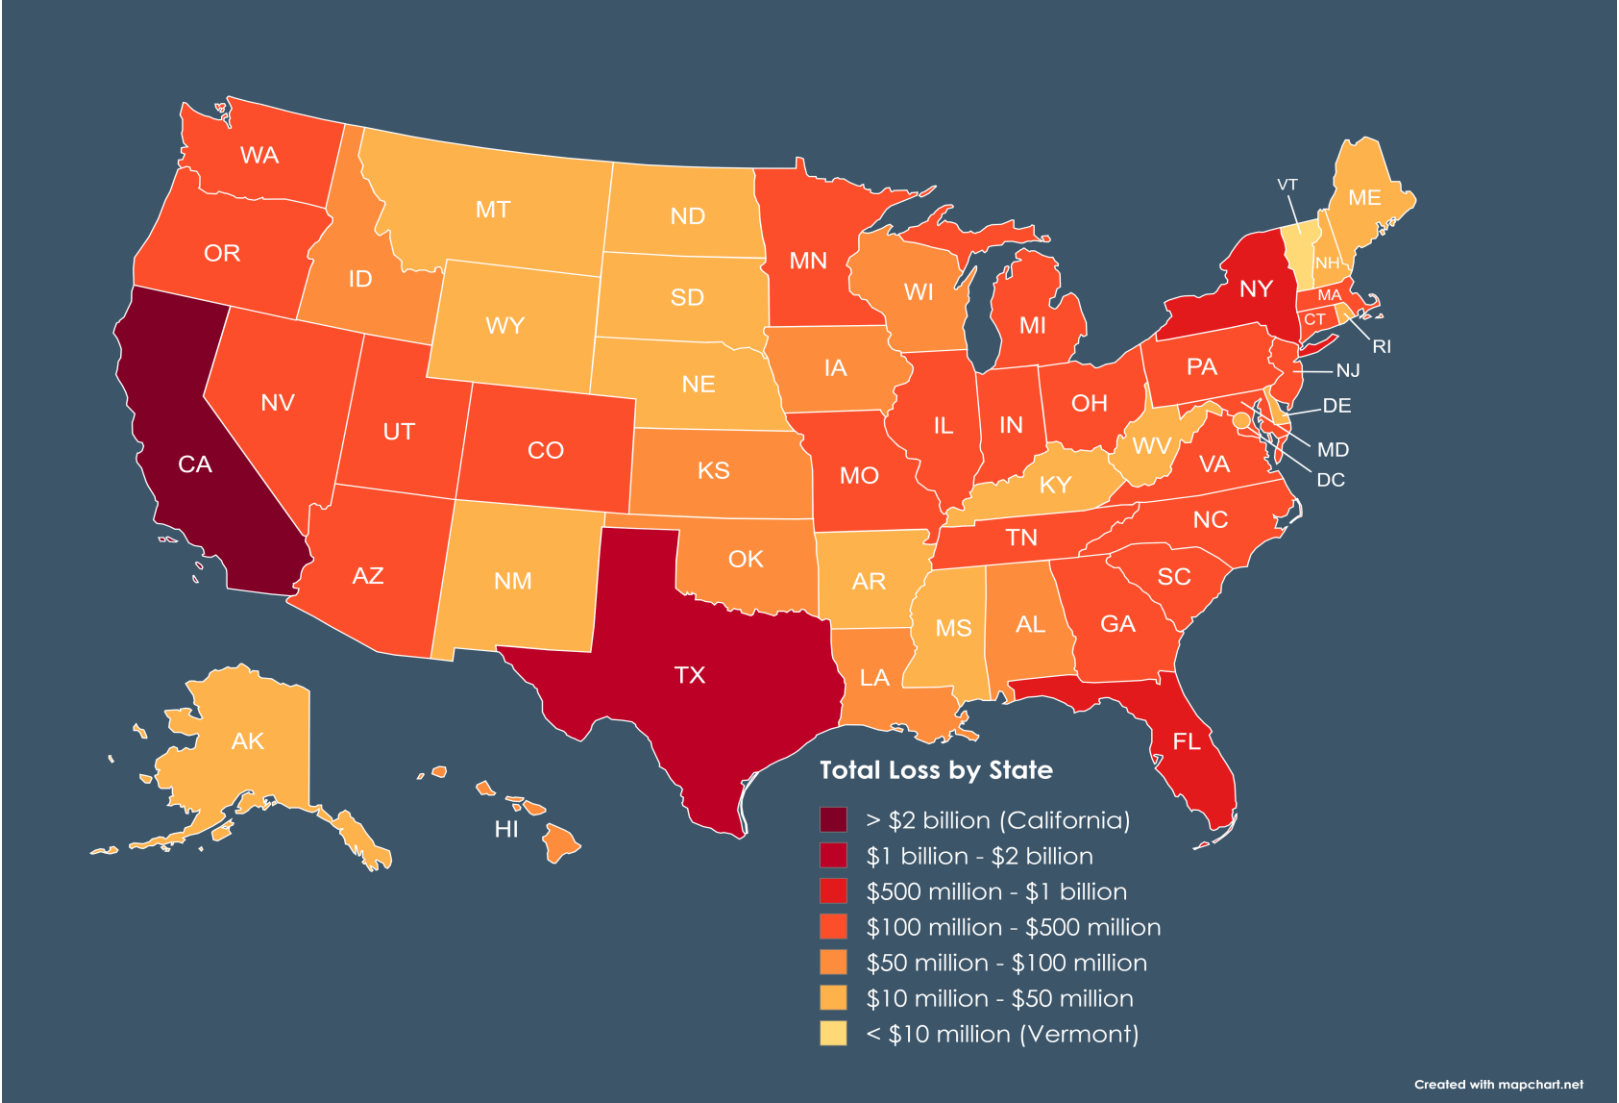 WA
MT
ND
MN
VT
ME
OR
ID
SD
WI
NY
NH
MA
WY
MI
CT
RI
NE
IA
PA
NJ
NV
UT
CO
IL
IN
OH
DE
WV
MD
CA
KS
MO
KY
VA
DC
AZ
NM
OK
AR
TN
NC
SC
MS
AL
GA
TX
LA
AK
FL
HI
Total Loss by State
> $2 billion (California)
$1 billion - $2 billion
$500 million - $1 billion
$100 million - $500 million
$50 million - $100 million
$10 million - $50 million
< $10 million (Vermont)
Created with mapchart.net